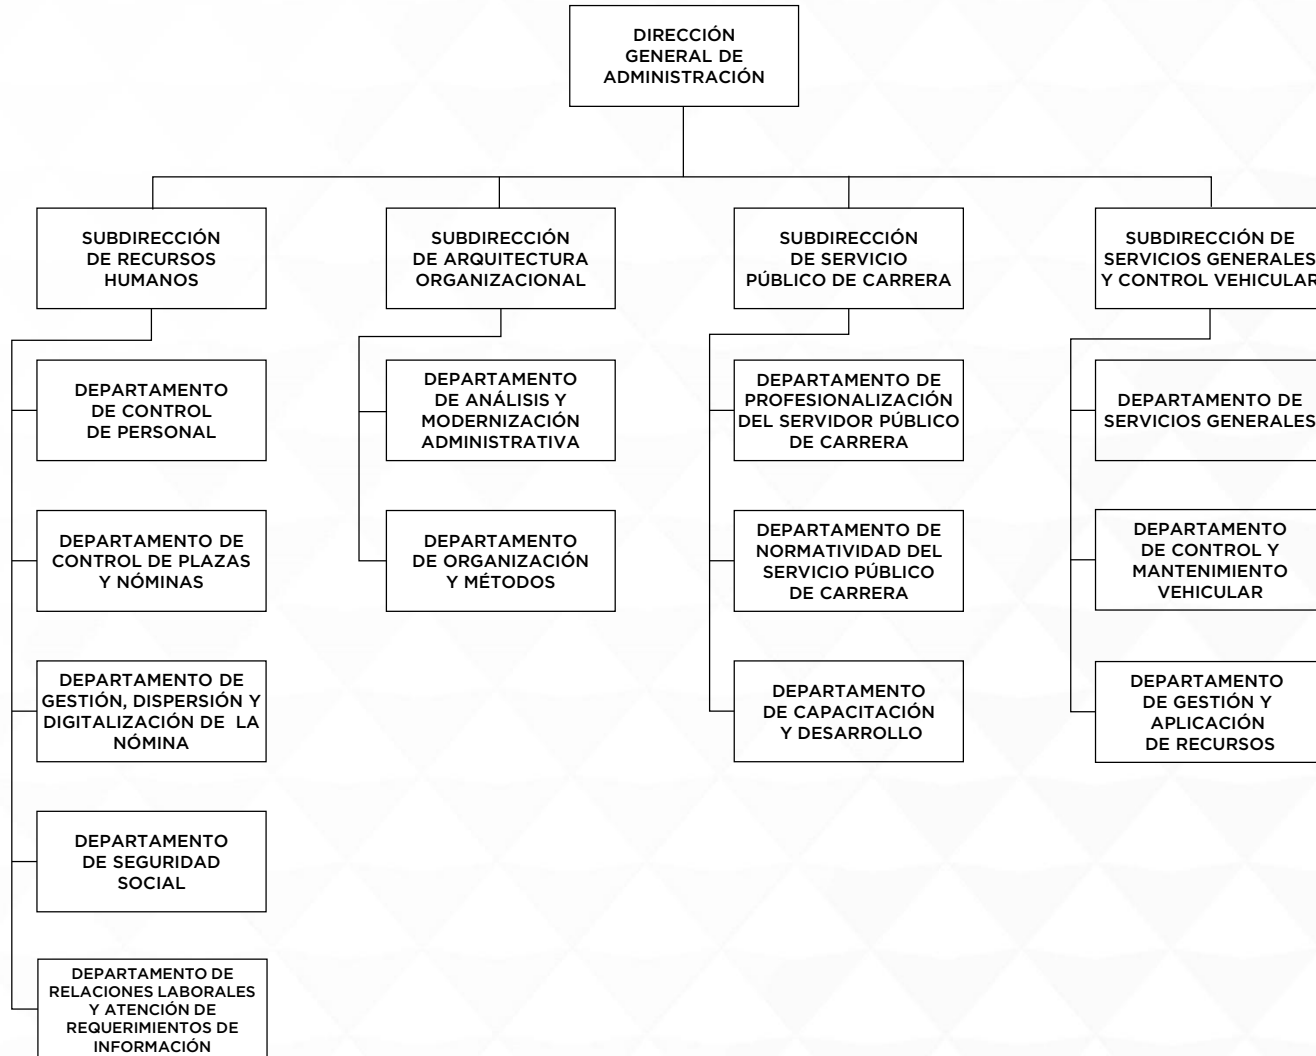 DIRECCIÓN
GENERAL DE
ADMINISTRACIÓN
SUBDIRECCIÓN
DE RECURSOS
HUMANOS
SUBDIRECCIÓN
DE ARQUITECTURA
ORGANIZACIONAL
SUBDIRECCIÓN
DE SERVICIO
PÚBLICO DE CARRERA
SUBDIRECCIÓN DE
SERVICIOS GENERALES
Y CONTROL VEHICULAR
DEPARTAMENTO
DE CONTROL
DE PERSONAL
DEPARTAMENTO
DE ANÁLISIS Y
MODERNIZACIÓN
ADMINISTRATIVA
DEPARTAMENTO DE
PROFESIONALIZACIÓN
DEL SERVIDOR PÚBLICO
DE CARRERA
DEPARTAMENTO DE
SERVICIOS GENERALES
DEPARTAMENTO DE
CONTROL DE PLAZAS
Y NÓMINAS
DEPARTAMENTO
DE ORGANIZACIÓN
Y MÉTODOS
DEPARTAMENTO DE
NORMATIVIDAD DEL
SERVICIO PÚBLICO
DE CARRERA
DEPARTAMENTO
DE CONTROL Y
MANTENIMIENTO
VEHICULAR
DEPARTAMENTO DE
GESTIÓN, DISPERSIÓN Y
DIGITALIZACIÓN DE LA
NÓMINA
DEPARTAMENTO
DE CAPACITACIÓN
Y DESARROLLO
DEPARTAMENTO
DE GESTIÓN Y
APLICACIÓN
DE RECURSOS
DEPARTAMENTO
DE SEGURIDAD
SOCIAL
DEPARTAMENTO DE
RELACIONES LABORALES
Y ATENCIÓN DE
REQUERIMIENTOS DE
INFORMACIÓN